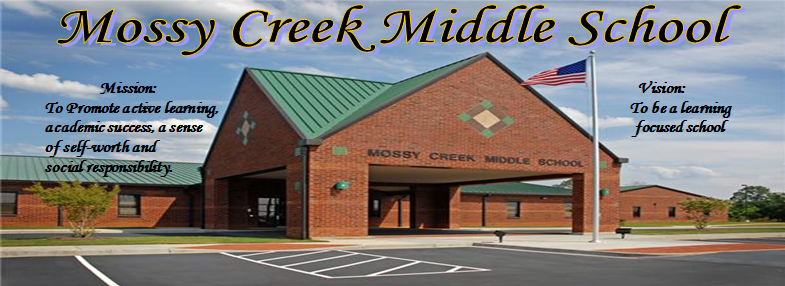 Mossy Creek Middle School
Mission:
To Promote active learning,
academic success, a sense
of self-worth and
social responsibility.
Vision:
To be a learning
focused school
MOSSY CREEK MIDDLE SCHOOL